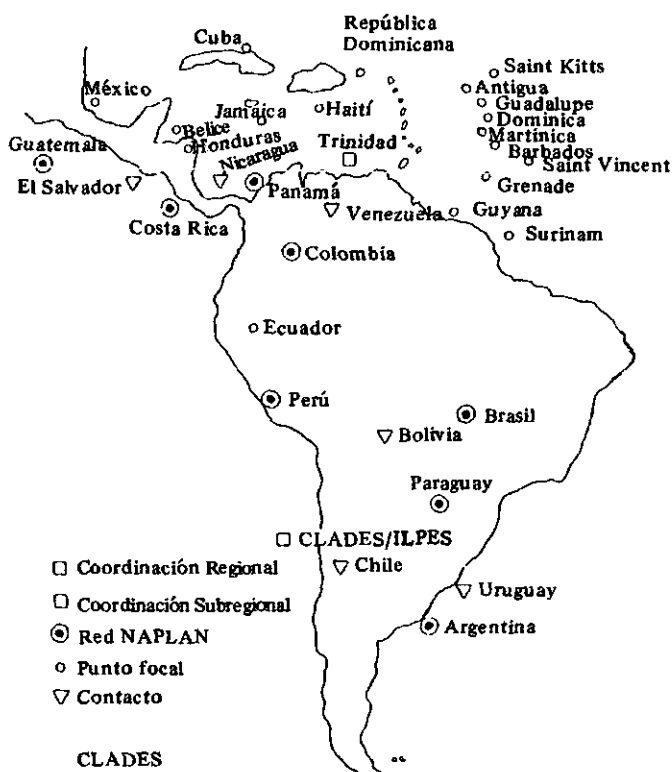 República
Dominicana
Cuba
Saint Kitts
México
Antigua
Guadalupe
Jamaica
Haití
Dominica
Belice
Martínica
Honduras
Trinidad
Barbados
Guatemala
Nicaragua
Saint Vincent
El Salvador
Panamá
Grenade
Costa Rica
Venezuela
Guyana
Surinam
Colombía
Ecuador
Perú
Brasil
Bolivia
Paraguay
CLADES/ILPES
Coordinación Regional
Chile
Coordinación Subregional
Uruguay
Red NAPLAN
Argentina
Punto focal
Contacto
CLADES